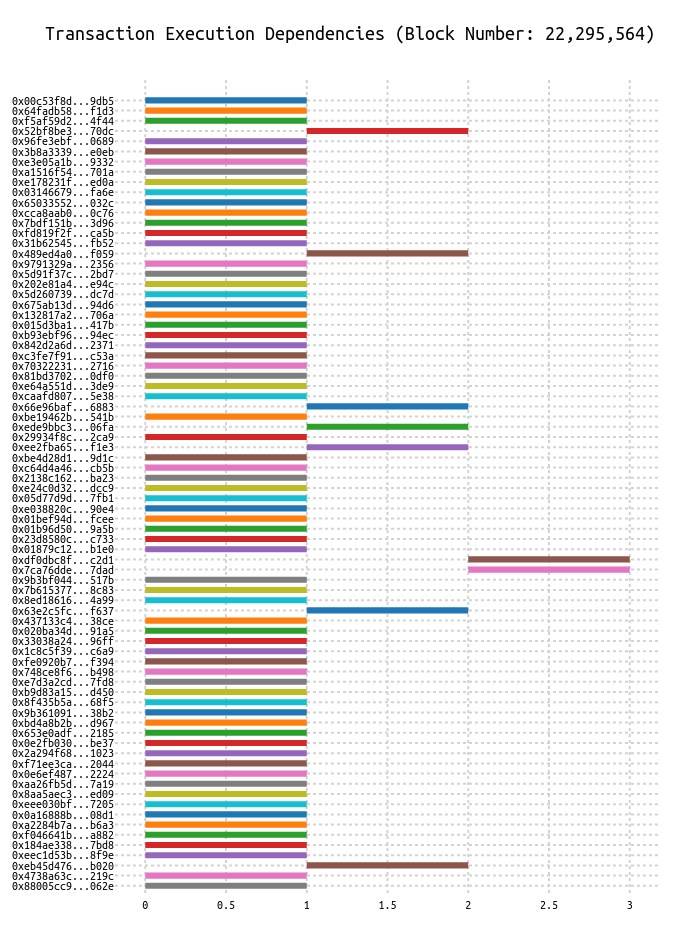 Transaction Execution Dependencies (Block Number: 22,295,564)
0x00c53f8d...9db5
0x64fadb58...f1d3
0xf5af59d2...4f44
0x52bf8be3...70dc
0x96fe3ebf...0689
0x3b8a3339...e0eb
0xe3e05a1b...9332
0xa1516f54...701a
0xe178231f...ed0a
0x03146679...fa6e
0x65033552...032c
0xcca8aab0...0c76
0x7bdf151b...3d96
0xfd819f2f...ca5b
0x31b62545...fb52
0x489ed4a0...f059
0x9791329a...2356
0x5d91f37c...2bd7
0x202e81a4...e94c
0x5d260739...dc7d
0x675ab13d...94d6
0x132817a2...706a
0x015d3ba1...417b
0xb93ebf96...94ec
0x842d2a6d...2371
0xc3fe7f91...c53a
0x70322231...2716
0x81bd3702...0df0
0xe64a551d...3de9
0xcaafd807...5e38
0x66e96baf...6883
0xbe19462b...541b
0xede9bbc3...06fa
0x29934f8c...2ca9
0xee2fba65...f1e3
0xbe4d28d1...9d1c
0xc64d4a46...cb5b
0x2138c162...ba23
0xe24c0d32...dcc9
0x05d77d9d...7fb1
0xe038820c...90e4
0x01bef94d...fcee
0x01b96d50...9a5b
0x23d8580c...c733
0x01879c12...b1e0
0xdf0dbc8f...c2d1
0x7ca76dde...7dad
0x9b3bf044...517b
0x7b615377...8c83
0x8ed18616...4a99
0x63e2c5fc...f637
0x437133c4...38ce
0x020ba34d...91a5
0x33038a24...96ff
0x1c8c5f39...c6a9
0xfe0920b7...f394
0x748ce8f6...b498
0xe7d3a2cd...7fd8
0xb9d83a15...d450
0x8f435b5a...68f5
0x9b361091...38b2
0xbd4a8b2b...d967
0x653e0adf...2185
0x0e2fb030...be37
0x2a294f68...1023
0xf71ee3ca...2044
0x0e6ef487...2224
0xaa26fb5d...7a19
0x8aa5aec3...ed09
0xeee030bf...7205
0x0a16888b...08d1
0xa2284b7a...b6a3
0xf046641b...a882
0x184ae338...7bd8
0xeec1d53b...8f9e
0xeb45d476...b020
0x4738a63c...219c
0x88005cc9...062e
0 0.5 1 1.5 2 2.5 3